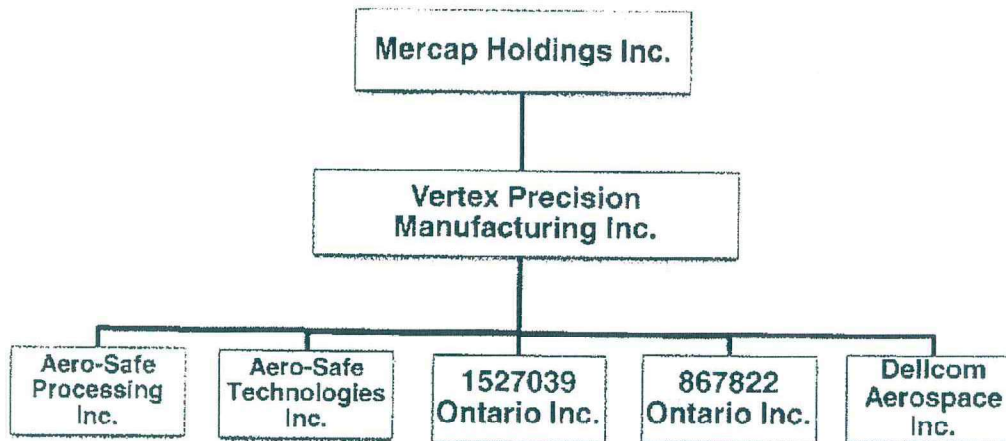 Mercap Holdings Inc.
Vertex Precision
Manufacturing Inc.
Aero-Safe
Processing
Inc.
Aero-Safe
Technologies
Inc.
1527039
Ontario Inc.
867822
Ontario Inc.
Dellcom
Aerospace
Inc.